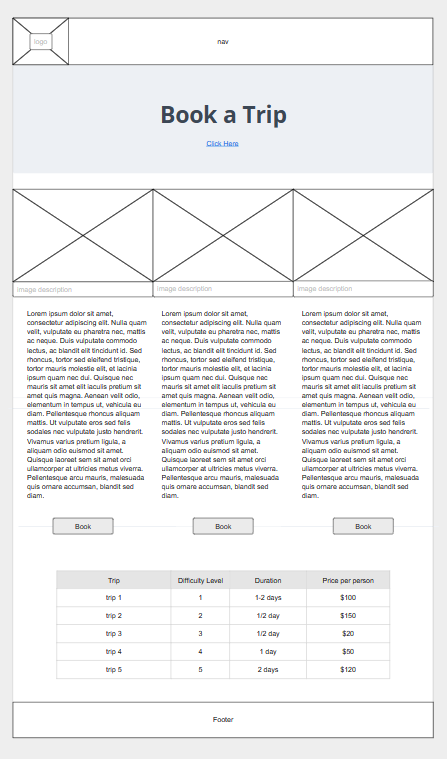 logo
nav
Book a Trip
Click Here
image description
image description
image description
Lorem ipsum dolor sit amet,
consectetur adipiscing elit. Nulla quam
velit, vulputate eu pharetra nec, mattis
ac neque. Duis vulputate commodo
lectus, ac blandit elit tincidunt id. Sed
rhoncus, tortor sed eleifend tristique,
tortor mauris molestie elit, et lacinia
ipsum quam nec dui. Quisque nec
mauris sit amet elit iaculis pretium sit
amet quis magna. Aenean velit odio,
elementum in tempus ut, vehicula eu
diam. Pellentesque rhoncus aliquam
mattis. Ut vulputate eros sed felis
sodales nec vulputate justo hendrerit.
Vivamus varius pretium ligula, a
aliquam odio euismod sit amet.
Quisque laoreet sem sit amet orci
ullamcorper at ultricies metus viverra.
Pellentesque arcu mauris, malesuada
quis ornare accumsan, blandit sed
diam.
Lorem ipsum dolor sit amet,
consectetur adipiscing elit. Nulla quam
velit, vulputate eu pharetra nec, mattis
ac neque. Duis vulputate commodo
lectus, ac blandit elit tincidunt id. Sed
rhoncus, tortor sed eleifend tristique,
tortor mauris molestie elit, et lacinia
ipsum quam nec dui. Quisque nec
mauris sit amet elit iaculis pretium sit
amet quis magna. Aenean velit odio,
elementum in tempus ut, vehicula eu
diam. Pellentesque rhoncus aliquam
mattis. Ut vulputate eros sed felis
sodales nec vulputate justo hendrerit.
Vivamus varius pretium ligula, a
aliquam odio euismod sit amet.
Quisque laoreet sem sit amet orci
ullamcorper at ultricies metus viverra.
Pellentesque arcu mauris, malesuada
quis ornare accumsan, blandit sed
diam.
Lorem ipsum dolor sit amet,
consectetur adipiscing elit. Nulla quam
velit, vulputate eu pharetra nec, mattis
ac neque. Duis vulputate commodo
lectus, ac blandit elit tincidunt id. Sed
rhoncus, tortor sed eleifend tristique,
tortor mauris molestie elit, et lacinia
ipsum quam nec dui. Quisque nec
mauris sit amet elit iaculis pretium sit
amet quis magna. Aenean velit odio,
elementum in tempus ut, vehicula eu
diam. Pellentesque rhoncus aliquam
mattis. Ut vulputate eros sed felis
sodales nec vulputate justo hendrerit.
Vivamus varius pretium ligula, a
aliquam odio euismod sit amet.
Quisque laoreet sem sit amet orci
ullamcorper at ultricies metus viverra.
Pellentesque arcu mauris, malesuada
quis ornare accumsan, blandit sed
diam.
Book
Book
Book
Trip Difficulty Level Duration Price per person
trip 1 1 1-2 days $100
trip 2 2 1/2 day $150
trip 3 3 1/2 day $20
trip 4 4 1 day $50
trip 5 5 2 days $120
Footer